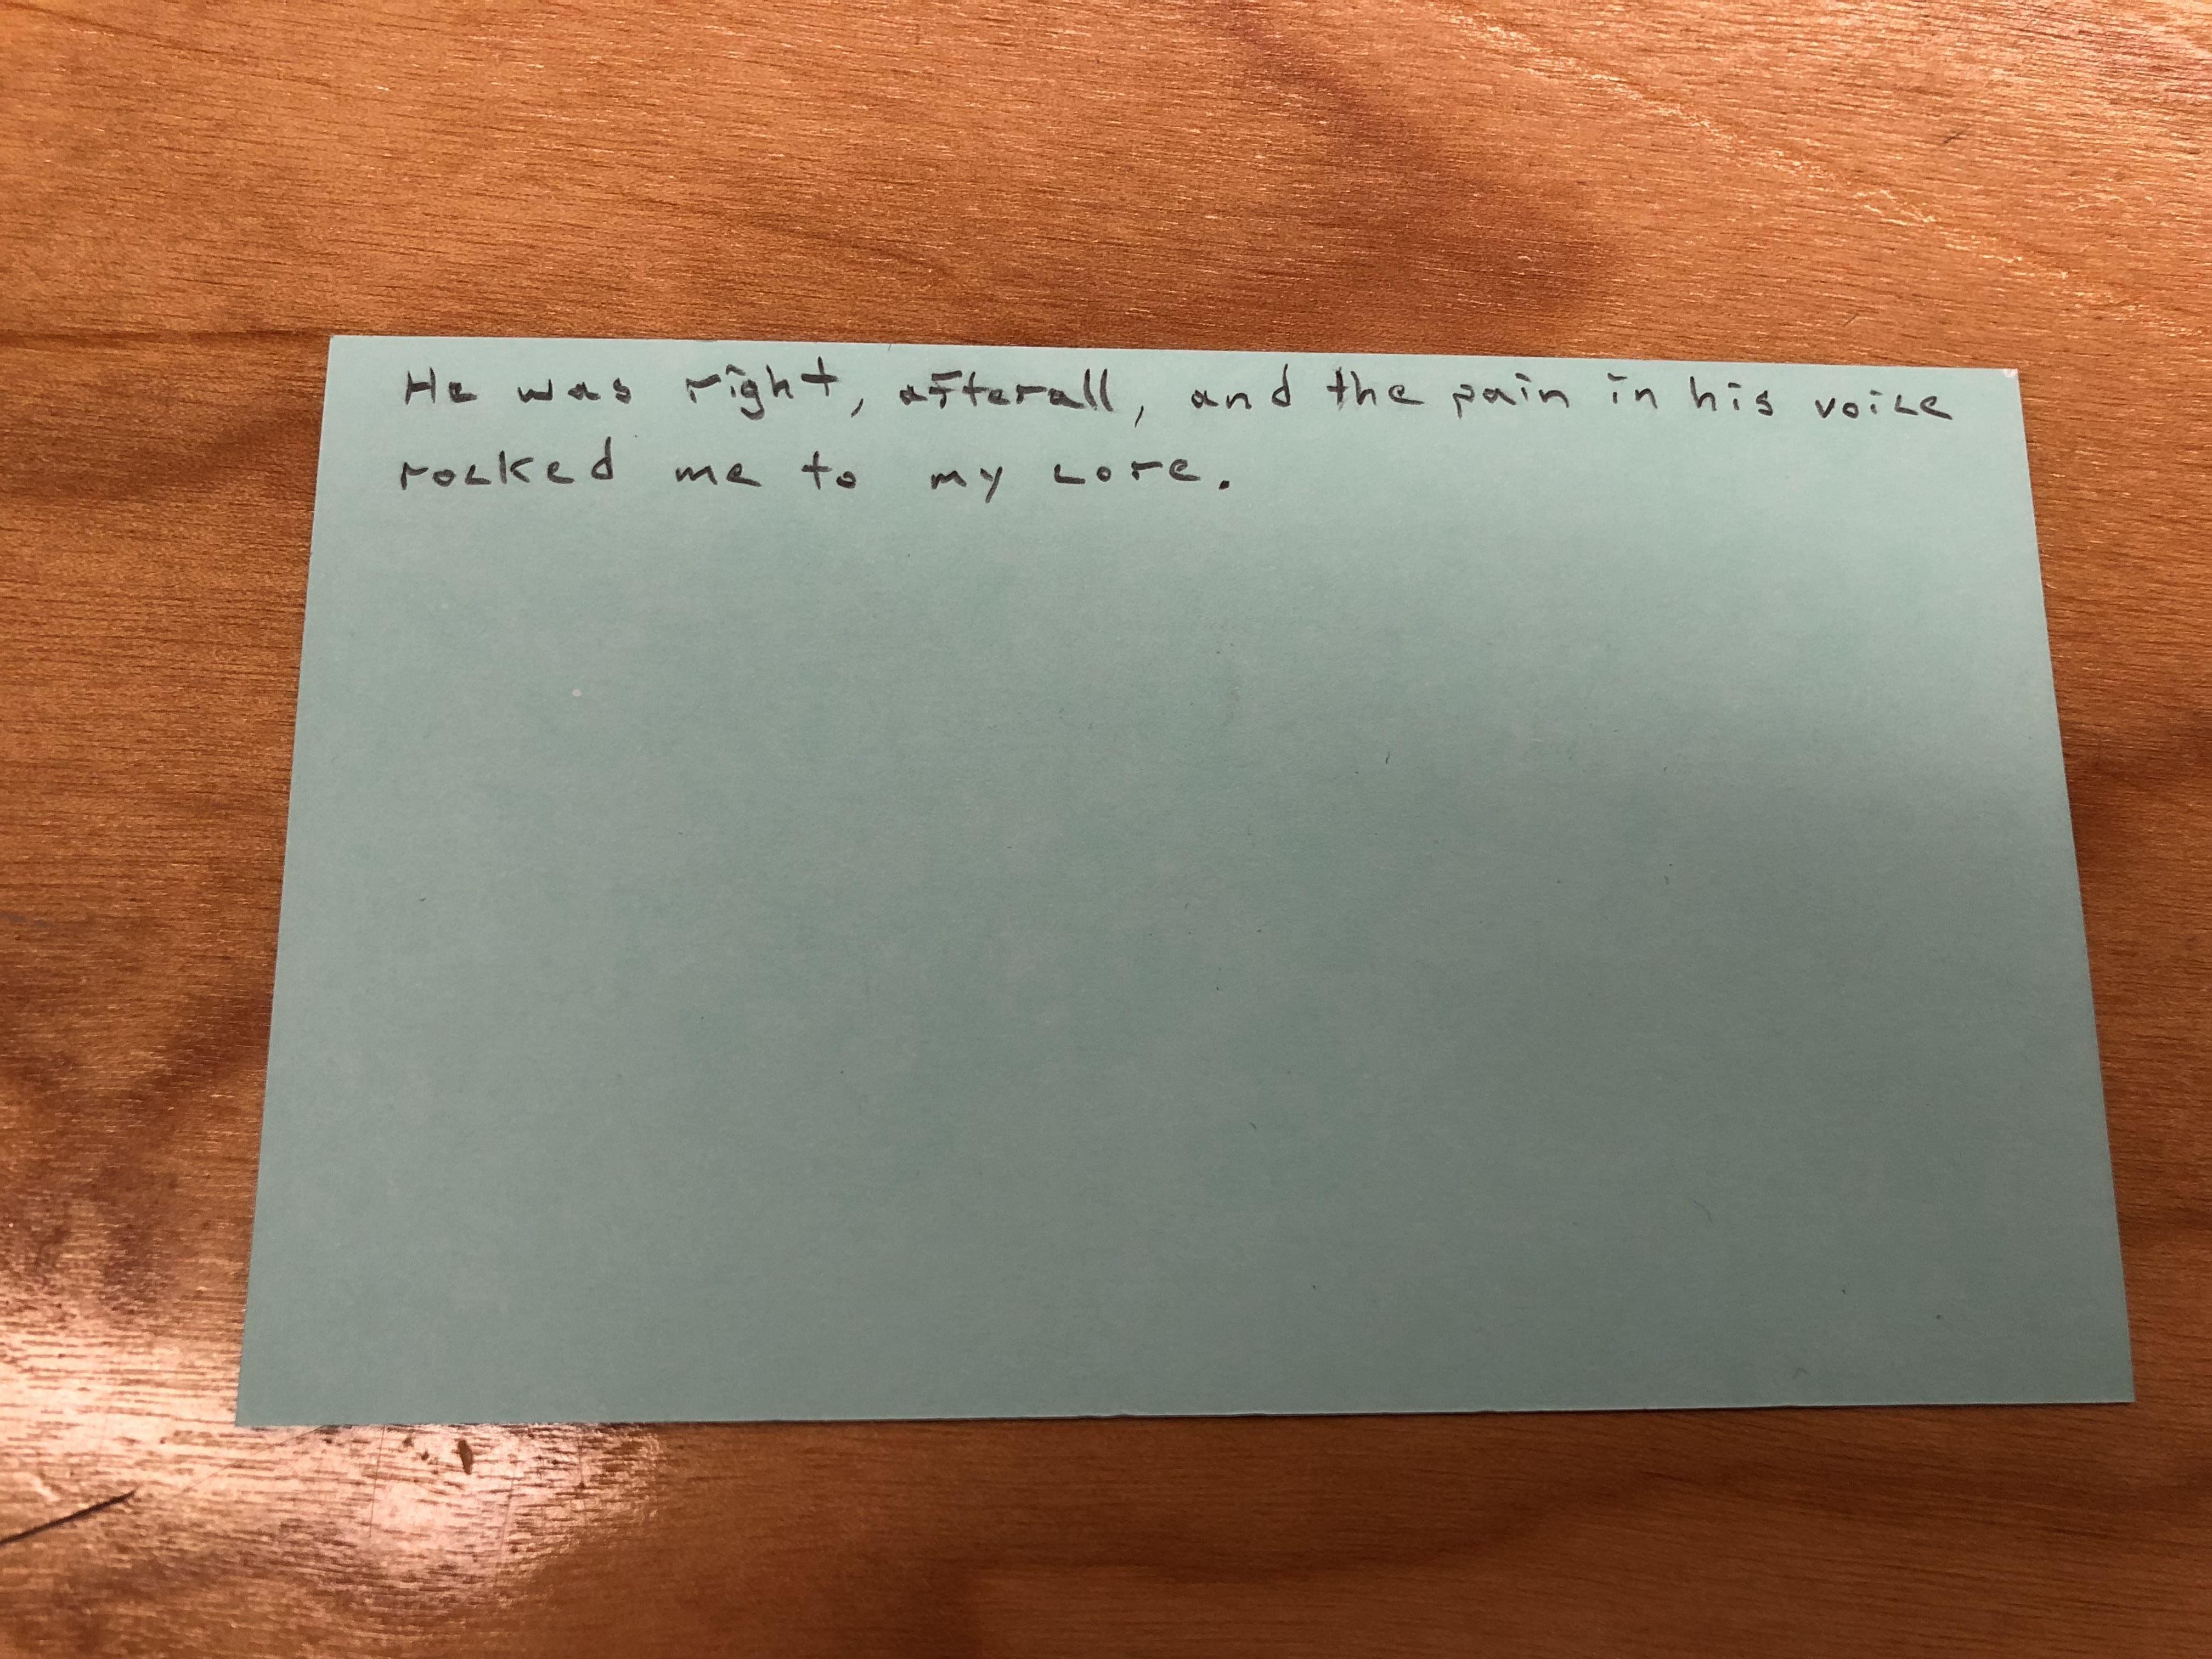 He was right, afterall, and the pain in his voice
rocked me to my core.